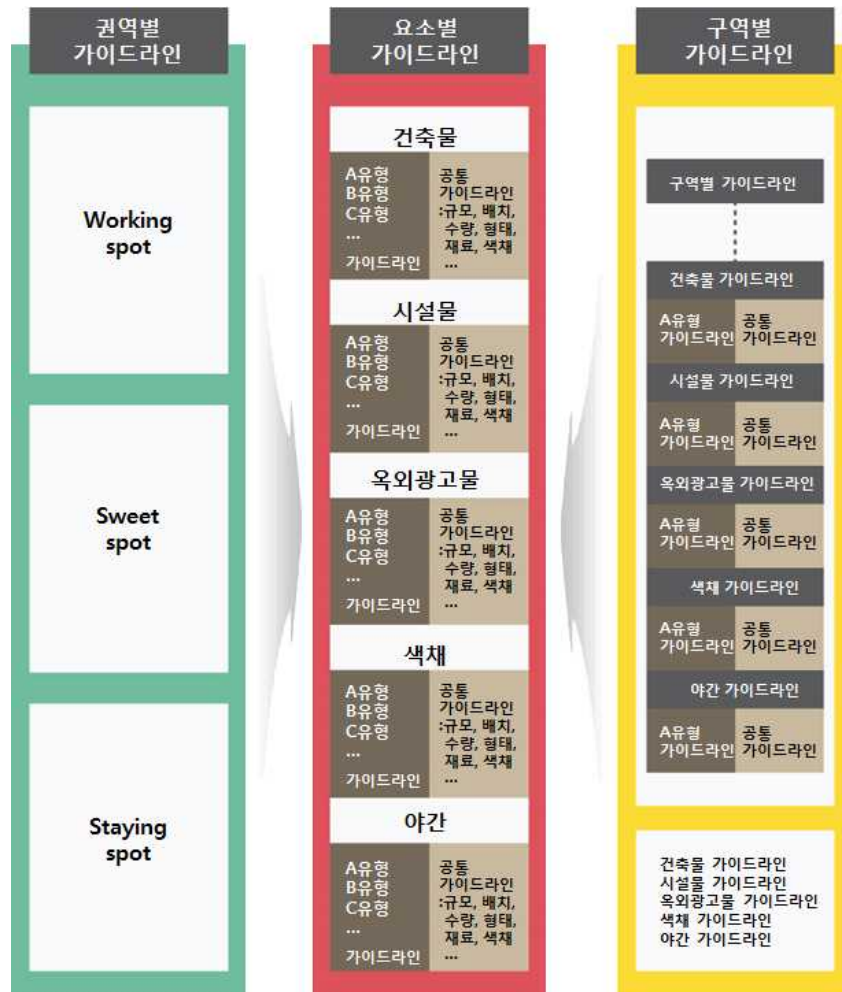 권역별
가이드라인
Working
spot
Sweet
spot
Staying
spot
요소별
가이드라인
건축물
A유형
B유형
C유형
...
가이드라인
공통
가이드라인
:규모, 배치,
수량, 형태,
재료, 색채
...
시설물
A유형
B유형
C유형
...
가이드라인
공통
가이드라인
:규모, 배치,
수량, 형태,
재료, 색채
...
옥외광고물
A유형
B유형
C유형
...
가이드라인
공통
가이드라인
:규모, 배치,
수량, 형태,
재료, 색채
...
색채
A유형
B유형
C유형
...
가이드라인
공통
가이드라인
:규모, 배치,
수량, 형태,
재료, 색채
...
야간
A유형
B유형
C유형
...
가이드라인
공통
가이드라인
:규모, 배치,
수량, 형태,
재료, 색채
...
구역별
가이드라인
구역별 가이드라인
건축물 가이드라인
A유형
가이드라인
공통
가이드라인
시설물 가이드라인
A유형
가이드라인
공통
가이드라인
옥외광고물 가이드라인
A유형
가이드라인
공통
가이드라인
색채 가이드라인
A유형
가이드라인
공통
가이드라인
야간 가이드라인
A유형
가이드라인
공통
가이드라인
건축물 가이드라인
시설물 가이드라인
옥외광고물 가이드라인
색채 가이드라인
야간 가이드라인